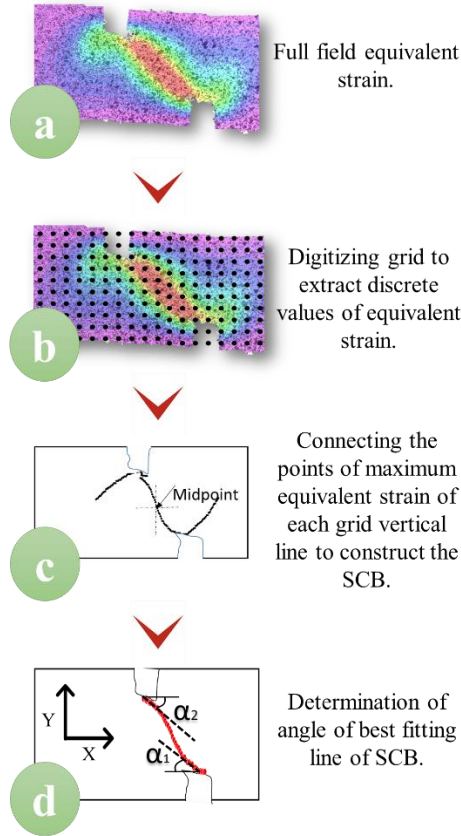 Full field equivalent
strain.
a
Digitizing grid to
extract discrete
values of equivalent
strain.
b
Connecting the
points of maximum
equivalent strain of
each grid vertical
line to construct the
SCB.
Midpoint
c
Determination of
angle of best fitting
line of SCB.
α2
Y
X
α1
d